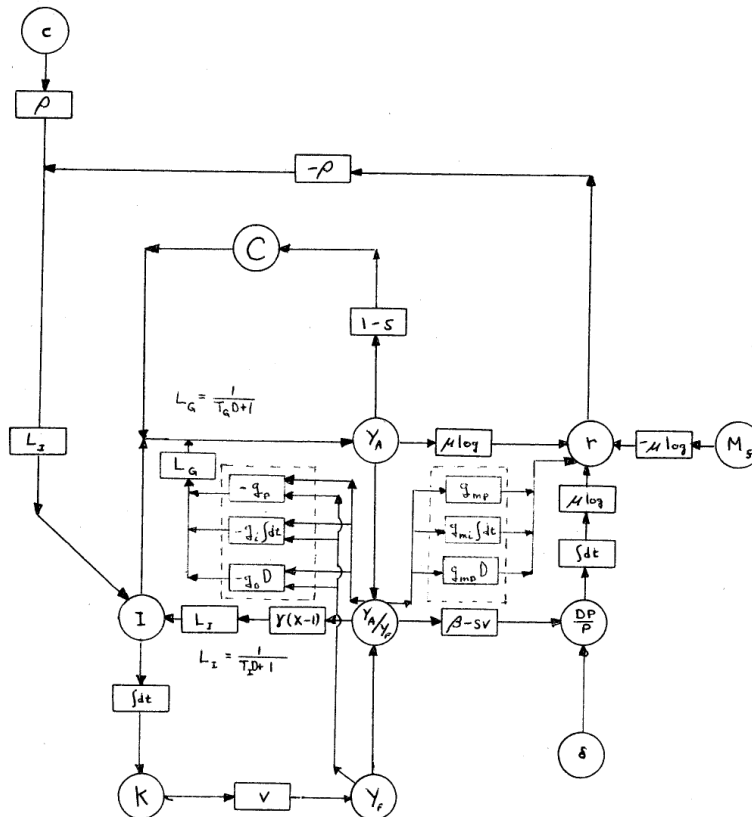 c
ρ
-ρ
C
1-s
L_G = 1/(T_G D+1)
L_I
Y_A
μ log
r
-μ log
M_s
L_G
-g_p
g_mp
μ log
-g_i ∫dt
g_mi ∫dt
∫dt
-g_D D
g_mD D
I
L_I
γ(X-1)
Y_A/Y_F
β-sv
DP/P
L_I = 1/(T_I D+1)
∫dt
δ
K
v
Y_F